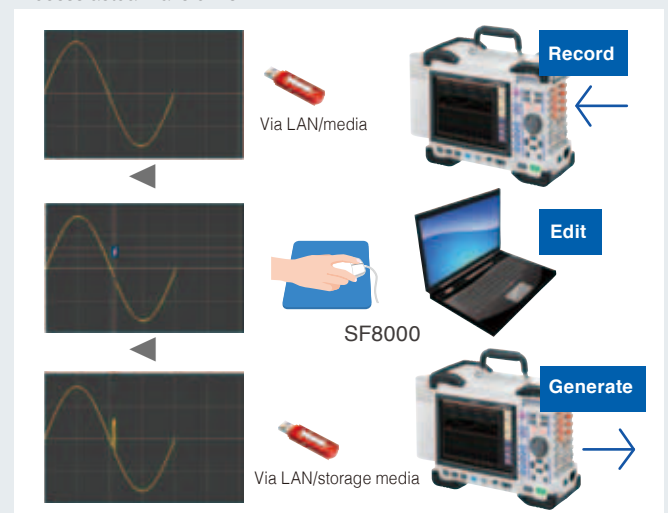 Record
Via LAN/media
Edit
SF8000
Generate
Via LAN/storage media